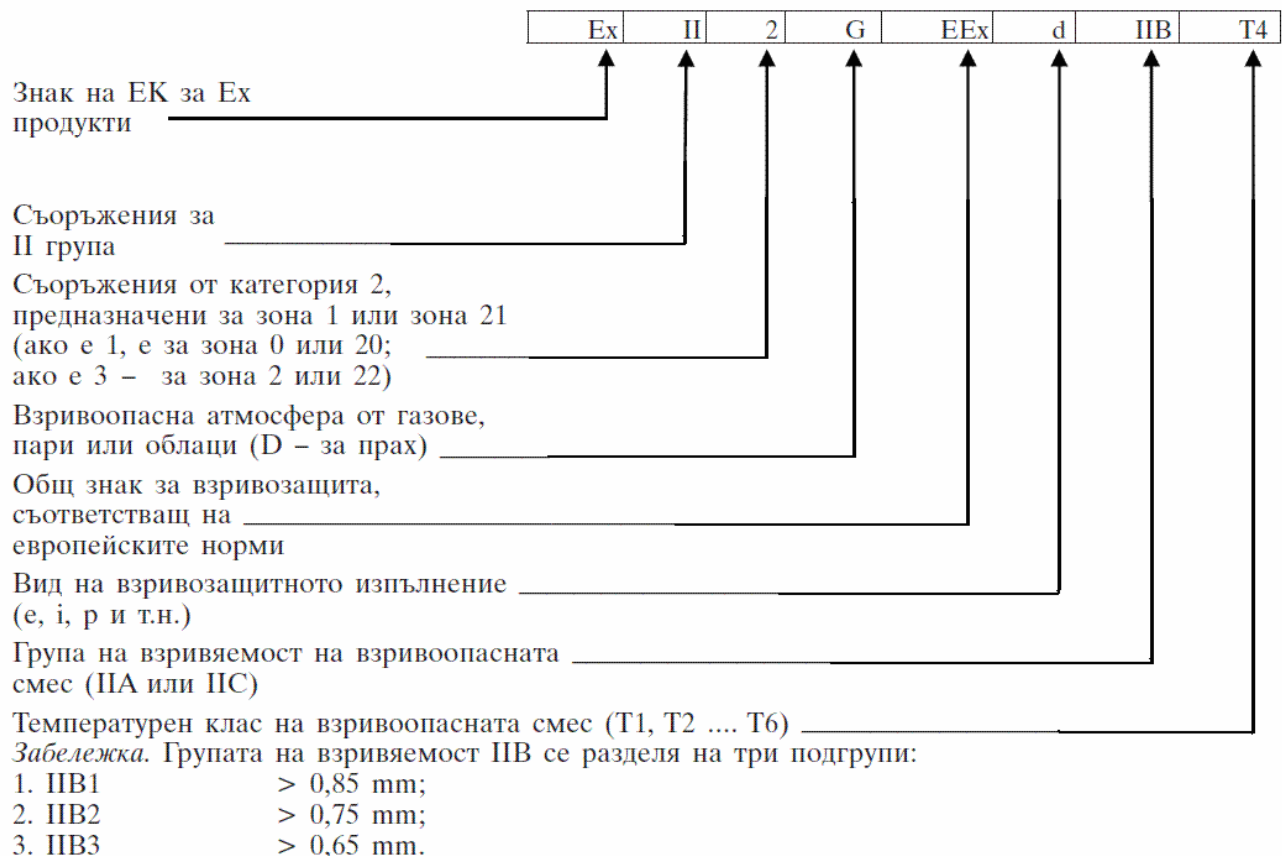 Ex II 2 G EEx d IIB T4
Знак на ЕК за Ех
продукти
Съоръжения за
II група
Съоръжения от категория 2,
предназначени за зона 1 или зона 21
(ако е 1, е за зона 0 или 20;
ако е 3 – за зона 2 или 22)
Взривоопасна атмосфера от газове,
пари или облаци (D – за прах)
Общ знак за взривозащита,
съответстващ на
европейските норми
Вид на взривозащитното изпълнение
(e, i, p и т.н.)
Група на взривяемост на взривоопасната
смес (IIA или IIC)
Температурен клас на взривоопасната смес (Т1, Т2 .... Т6)
Забележка. Групата на взривяемост IIB се разделя на три подгрупи:
1. IIB1 > 0,85 mm;
2. IIB2 > 0,75 mm;
3. IIB3 > 0,65 mm.